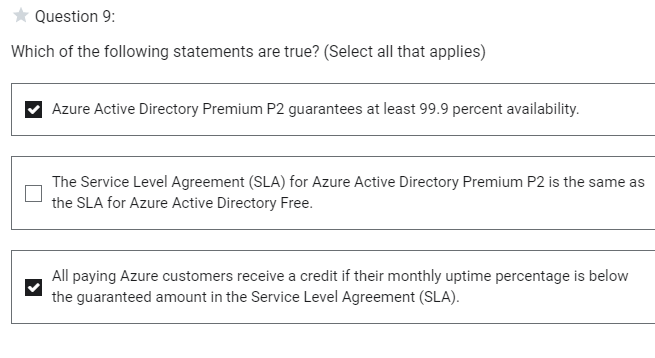 Question 9:
Which of the following statements are true? (Select all that applies)
Azure Active Directory Premium P2 guarantees at least 99.9 percent availability.
The Service Level Agreement (SLA) for Azure Active Directory Premium P2 is the same as
the SLA for Azure Active Directory Free.
All paying Azure customers receive a credit if their monthly uptime percentage is below
the guaranteed amount in the Service Level Agreement (SLA).